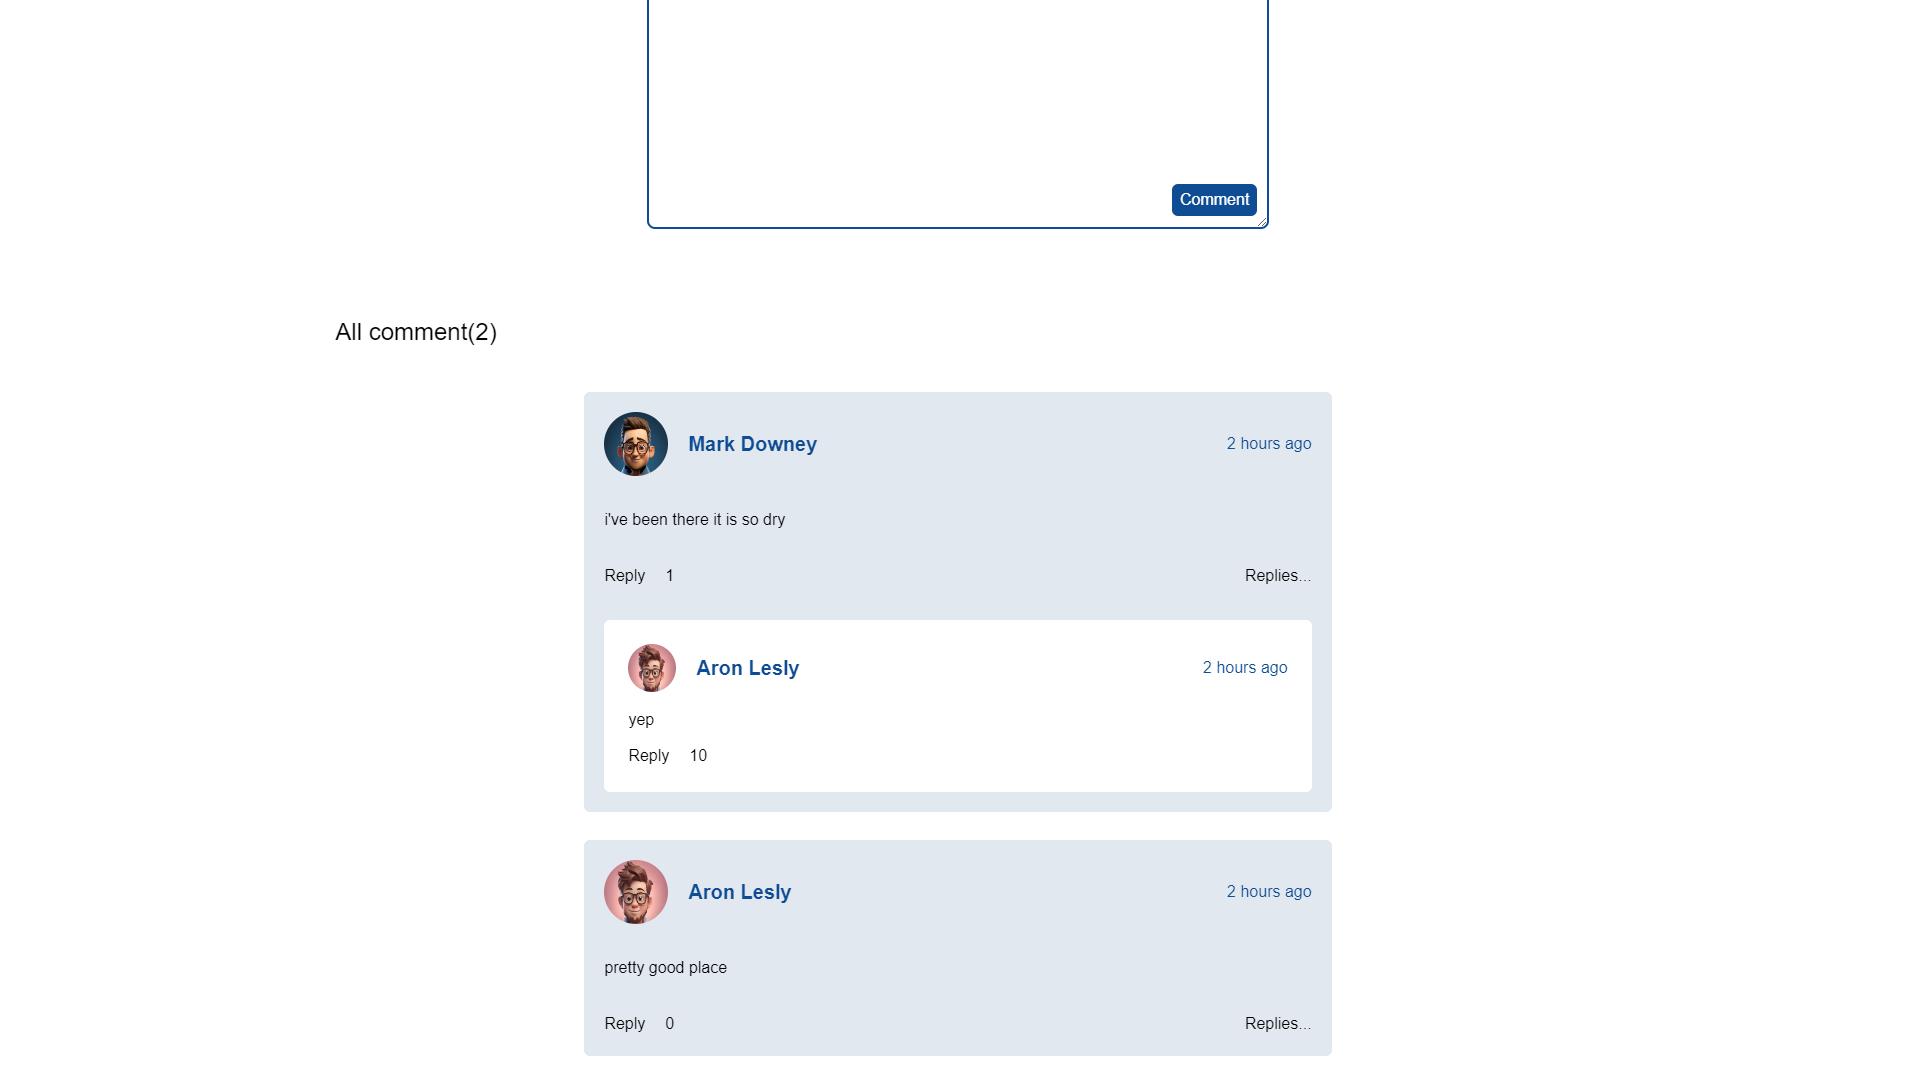 Comment
All comment(2)
Mark Downey
2 hours ago
i've been there it is so dry
Reply 1
Replies...
Aron Lesly
2 hours ago
yep
Reply 10
Aron Lesly
2 hours ago
pretty good place
Reply 0
Replies...